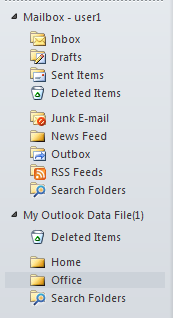 Mailbox - user1
Inbox
Drafts
Sent Items
Deleted Items
Junk E-mail
News Feed
Outbox
RSS Feeds
Search Folders
My Outlook Data File(1)
Deleted Items
Home
Office
Search Folders